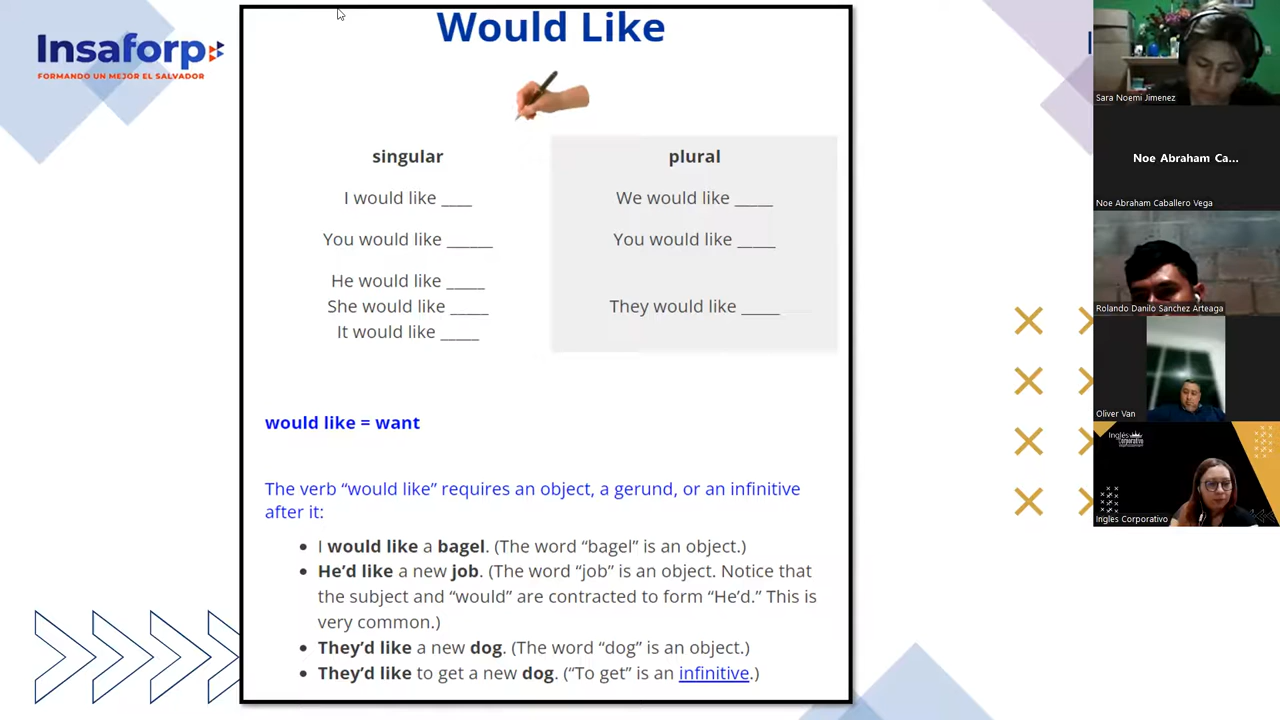 Insaforp
FORMANDO UN MEJOR EL SALVADOR
Would Like
singular
I would like ____
You would like ______
He would like _____
She would like _____
It would like _____
plural
We would like _____
You would like _____
They would like _____
would like = want
The verb “would like” requires an object, a gerund, or an infinitive
after it:
• I would like a bagel. (The word “bagel” is an object.)
• He’d like a new job. (The word “job” is an object. Notice that
the subject and “would” are contracted to form “He’d.” This is
very common.)
• They’d like a new dog. (The word “dog” is an object.)
• They’d like to get a new dog. (“To get” is an infinitive.)
Sara Noemi Jimenez
Noe Abraham Ca...
Noe Abraham Caballero Vega
Rolando Danilo Sanchez Arteaga
Oliver Van
Inglés
Corporativo
Ingles Corporativo